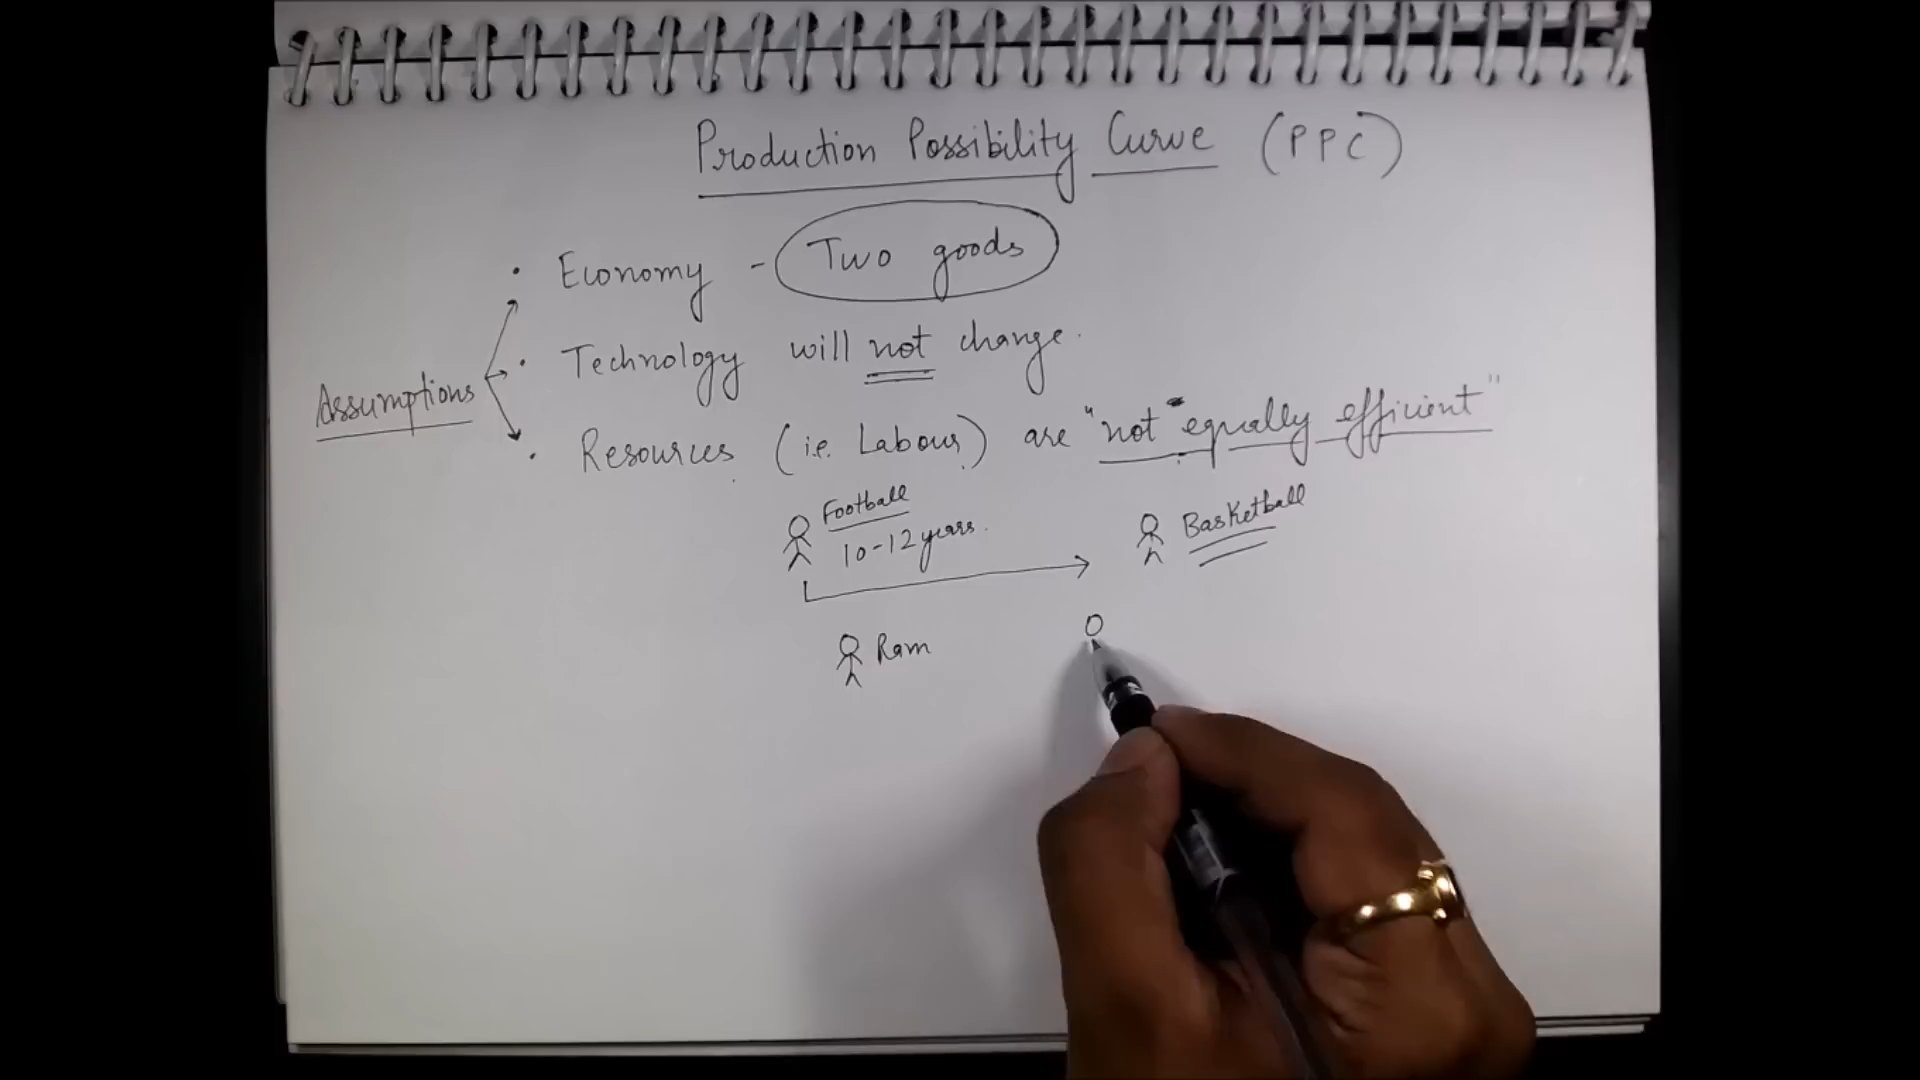 Production Possibility Curve (PPC)
• Economy - Two goods
• Technology will not change.
Assumptions
• Resources (i.e. Labour) are "not equally efficient"
Football
10-12 years.
Basketball
Ram